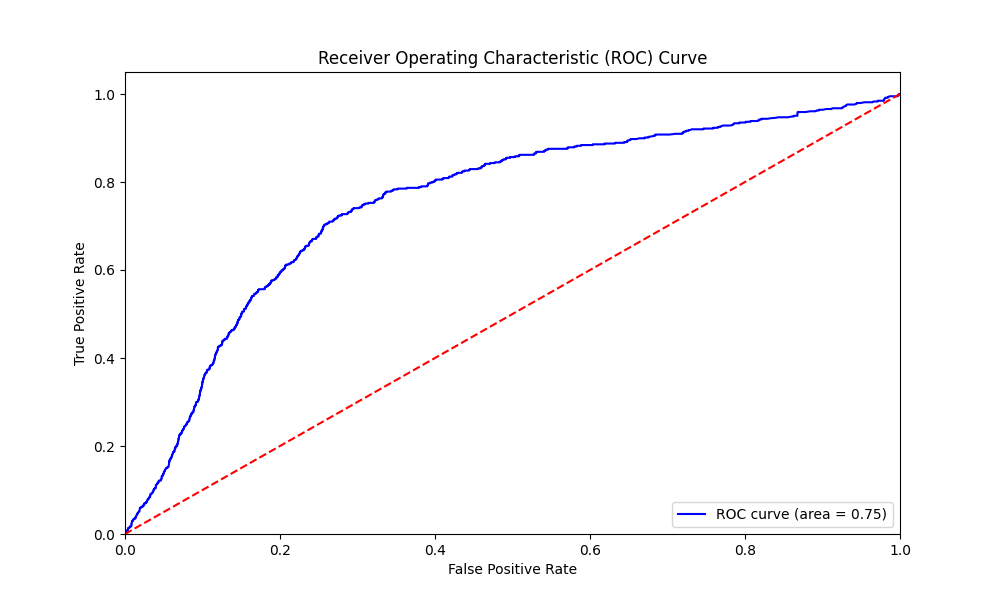 Receiver Operating Characteristic (ROC) Curve
1.0
0.8
0.6
0.4
0.2
0.0
True Positive Rate
ROC curve (area = 0.75)
0.0 0.2 0.4 0.6 0.8 1.0
False Positive Rate